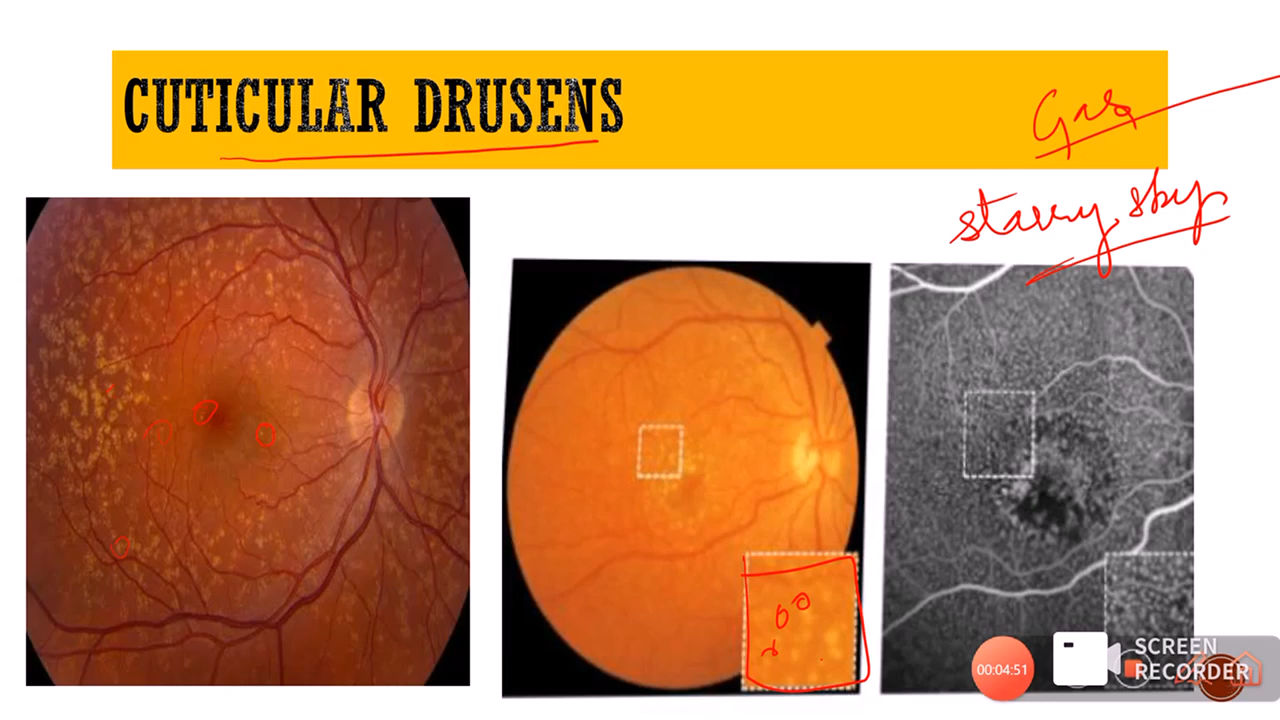 CUTICULAR DRUSENS
starry sky
00:04:51
SCREEN
RECORDER